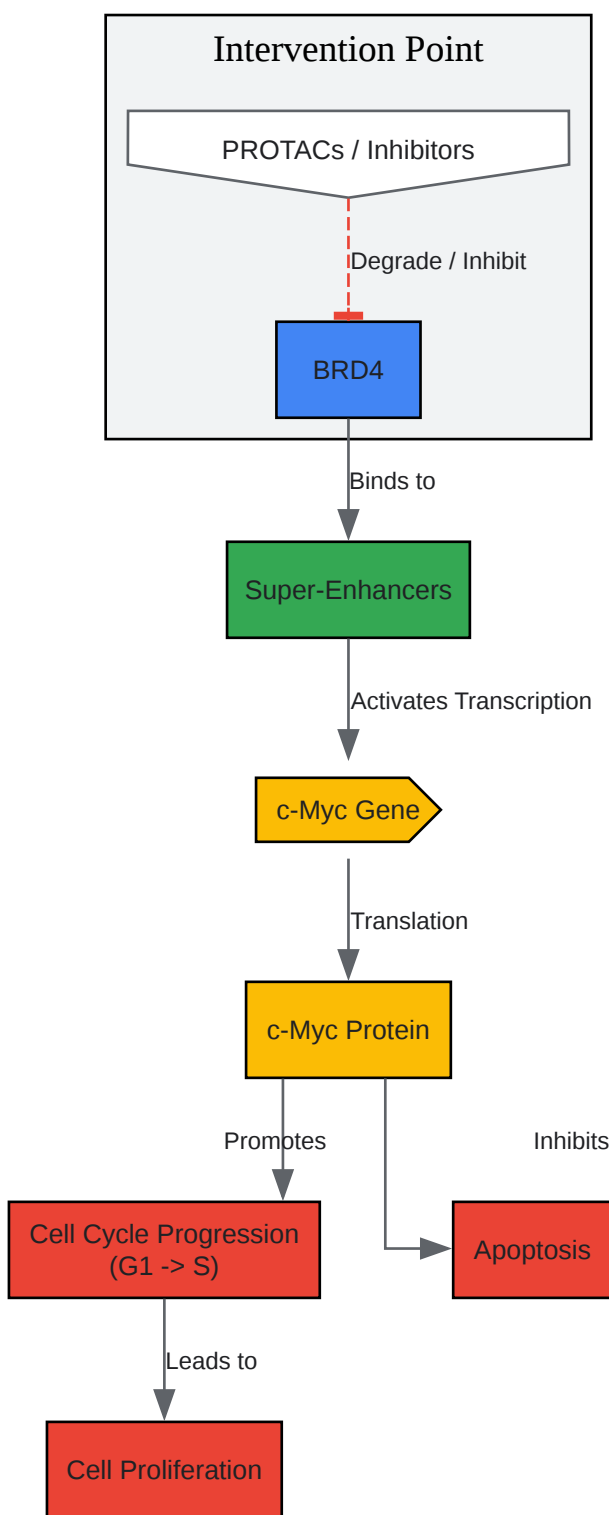 Intervention Point
PROTACs / Inhibitors
Degrade / Inhibit
BRD4
Binds to
Super-Enhancers
Activates Transcription
c-Myc Gene
Translation
c-Myc Protein
Promotes
Inhibits
Cell Cycle Progression
(G1 -> S)
Apoptosis
Leads to
Cell Proliferation